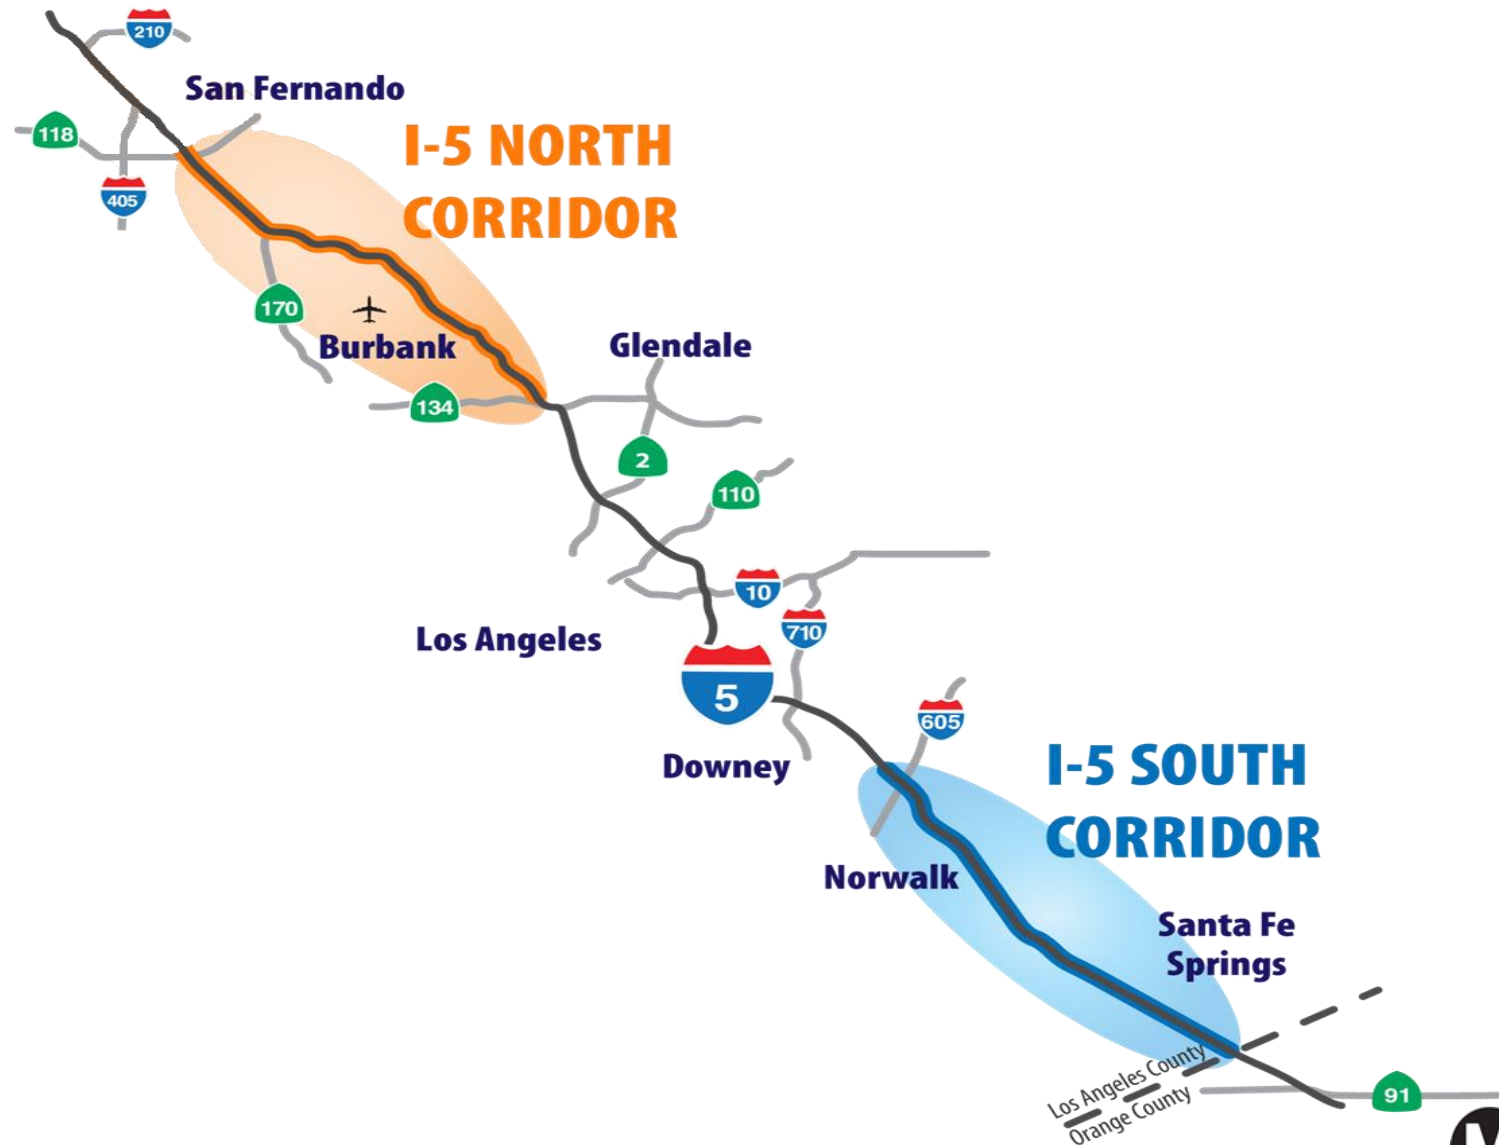 210
San Fernando
118
I-5 NORTH
CORRIDOR
405
170
Burbank
Glendale
134
2
110
10
Los Angeles
710
5
605
Downey
I-5 SOUTH
CORRIDOR
Norwalk
Santa Fe
Springs
Los Angeles County
Orange County
91